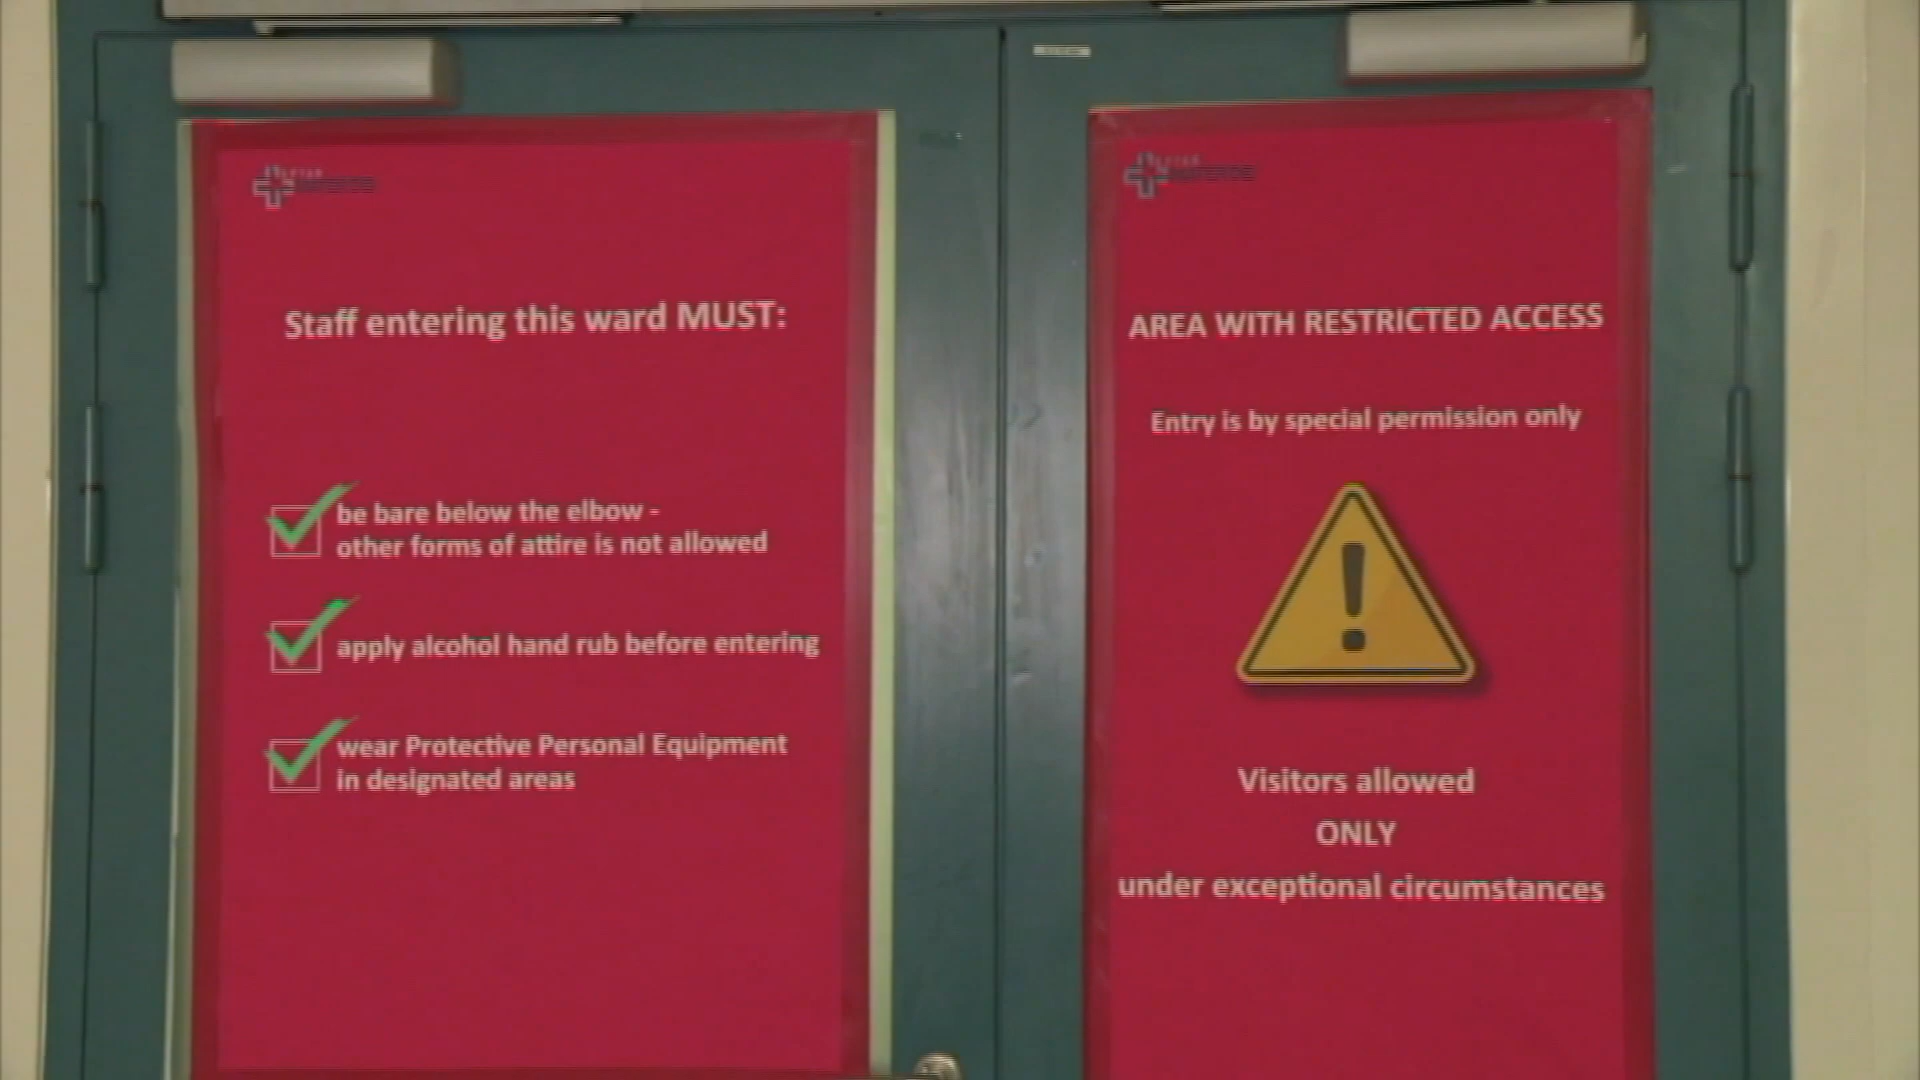 Staff entering this ward MUST:
be bare below the elbow -
other forms of attire is not allowed
apply alcohol hand rub before entering
wear Protective Personal Equipment
in designated areas
AREA WITH RESTRICTED ACCESS
Entry is by special permission only
Visitors allowed
ONLY
under exceptional circumstances